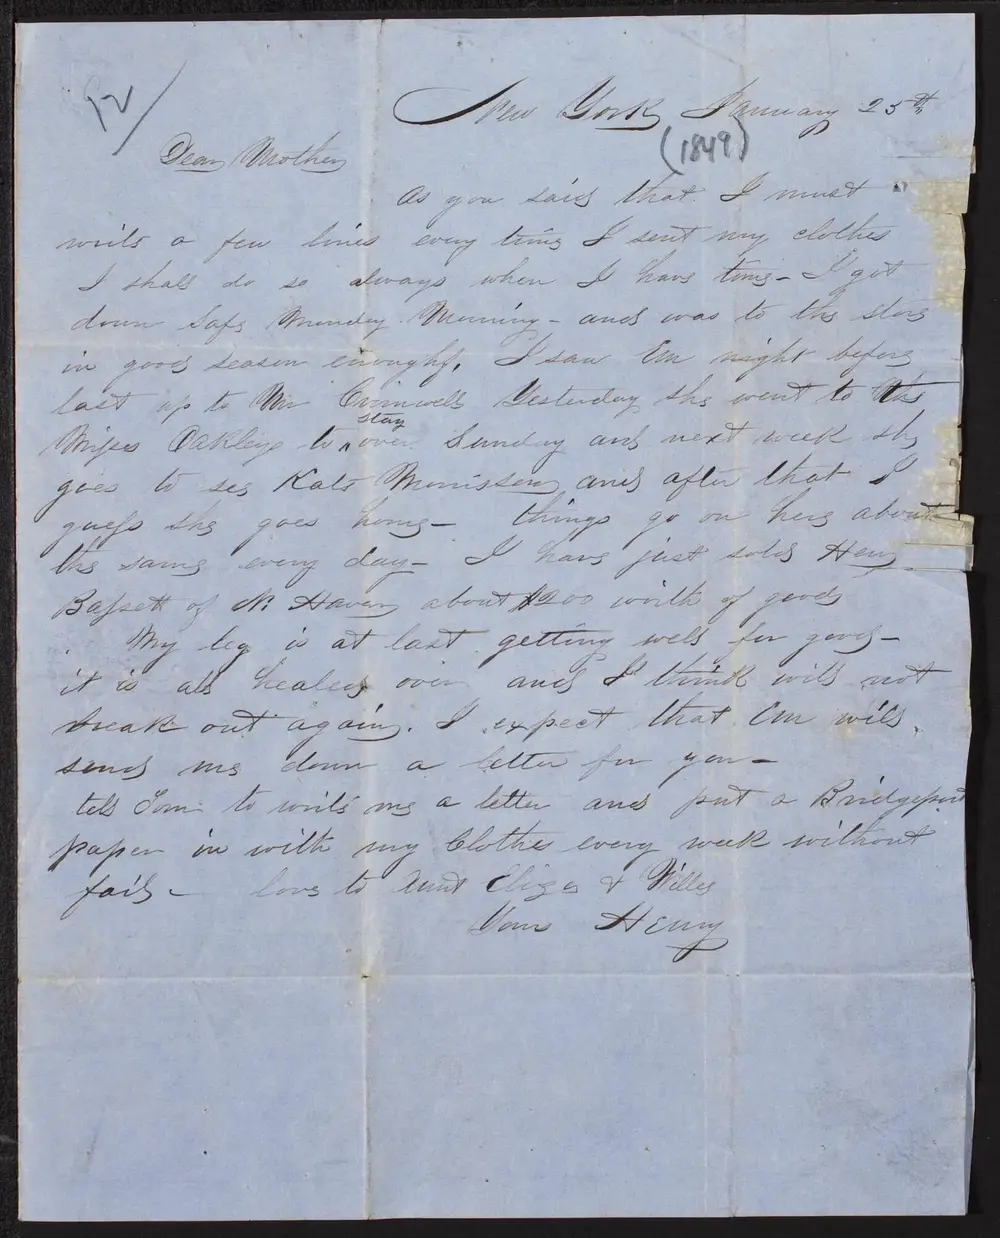 92/
New York January 25th
(1849)
Dear Mother
As you said that I must
write a few lines every time I sent my clothes
I shall do so always when I have time - I got
down safe Monday Morning - and was to the store
in good season enough. I saw Em night before
last up to Mr Yesterday she went to the
Misses Oakleys to stay over Sunday and next week she
goes to see Kate Morrison and after that I
guess she goes home - things go on here about
the same every day - I have just sold Henry
Bassett of N. Haven about $200 worth of goods
My leg is at last getting well for good -
it is all healed over and I think will not
break out again. I expect that Em will
send me down a letter for you -
tell Tom to write me a letter and put a Bridgeport
paper in with my Clothes every week without
fail - love to Aunt Eliza & Willy
Your Henry